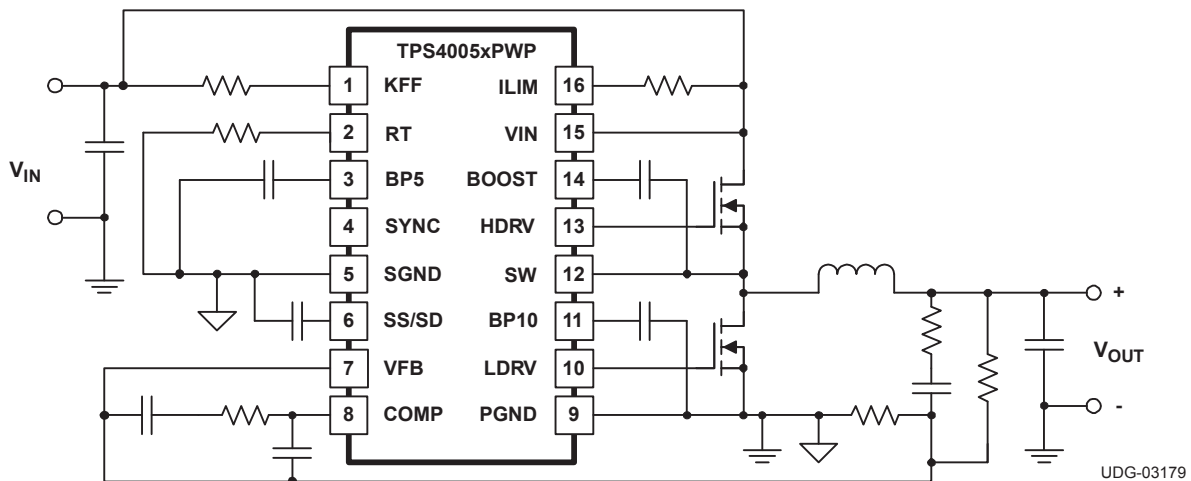 TPS4005xPWP
1 KFF ILIM 16
2 RT VIN 15
3 BP5 BOOST 14
4 SYNC HDRV 13
5 SGND SW 12
6 SS/SD BP10 11
7 VFB LDRV 10
8 COMP PGND 9
VIN
+
VOUT
-
UDG-03179